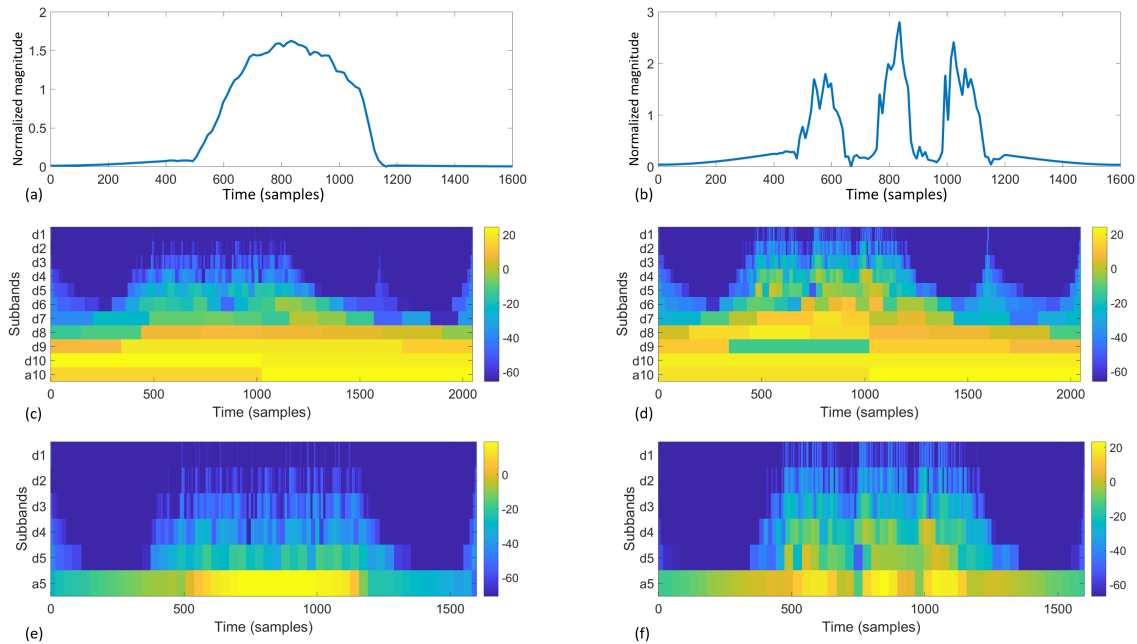 2
1.5
1
0.5
0
Normalized magnitude
0 200 400 600 800 1000 1200 1400 1600
(a) Time (samples)
3
2
1
0
Normalized magnitude
0 200 400 600 800 1000 1200 1400 1600
(b) Time (samples)
d1
d2
d3
d4
d5
d6
d7
d8
d9
d10
a10
Subbands
20
0
-20
-40
-60
0 500 1000 1500 2000
(c) Time (samples)
d1
d2
d3
d4
d5
d6
d7
d8
d9
d10
a10
Subbands
20
0
-20
-40
-60
0 500 1000 1500 2000
(d) Time (samples)
d1
d2
d3
d4
d5
a5
Subbands
0
-20
-40
-60
0 500 1000 1500
(e) Time (samples)
d1
d2
d3
d4
d5
a5
Subbands
20
0
-20
-40
-60
0 500 1000 1500
(f) Time (samples)